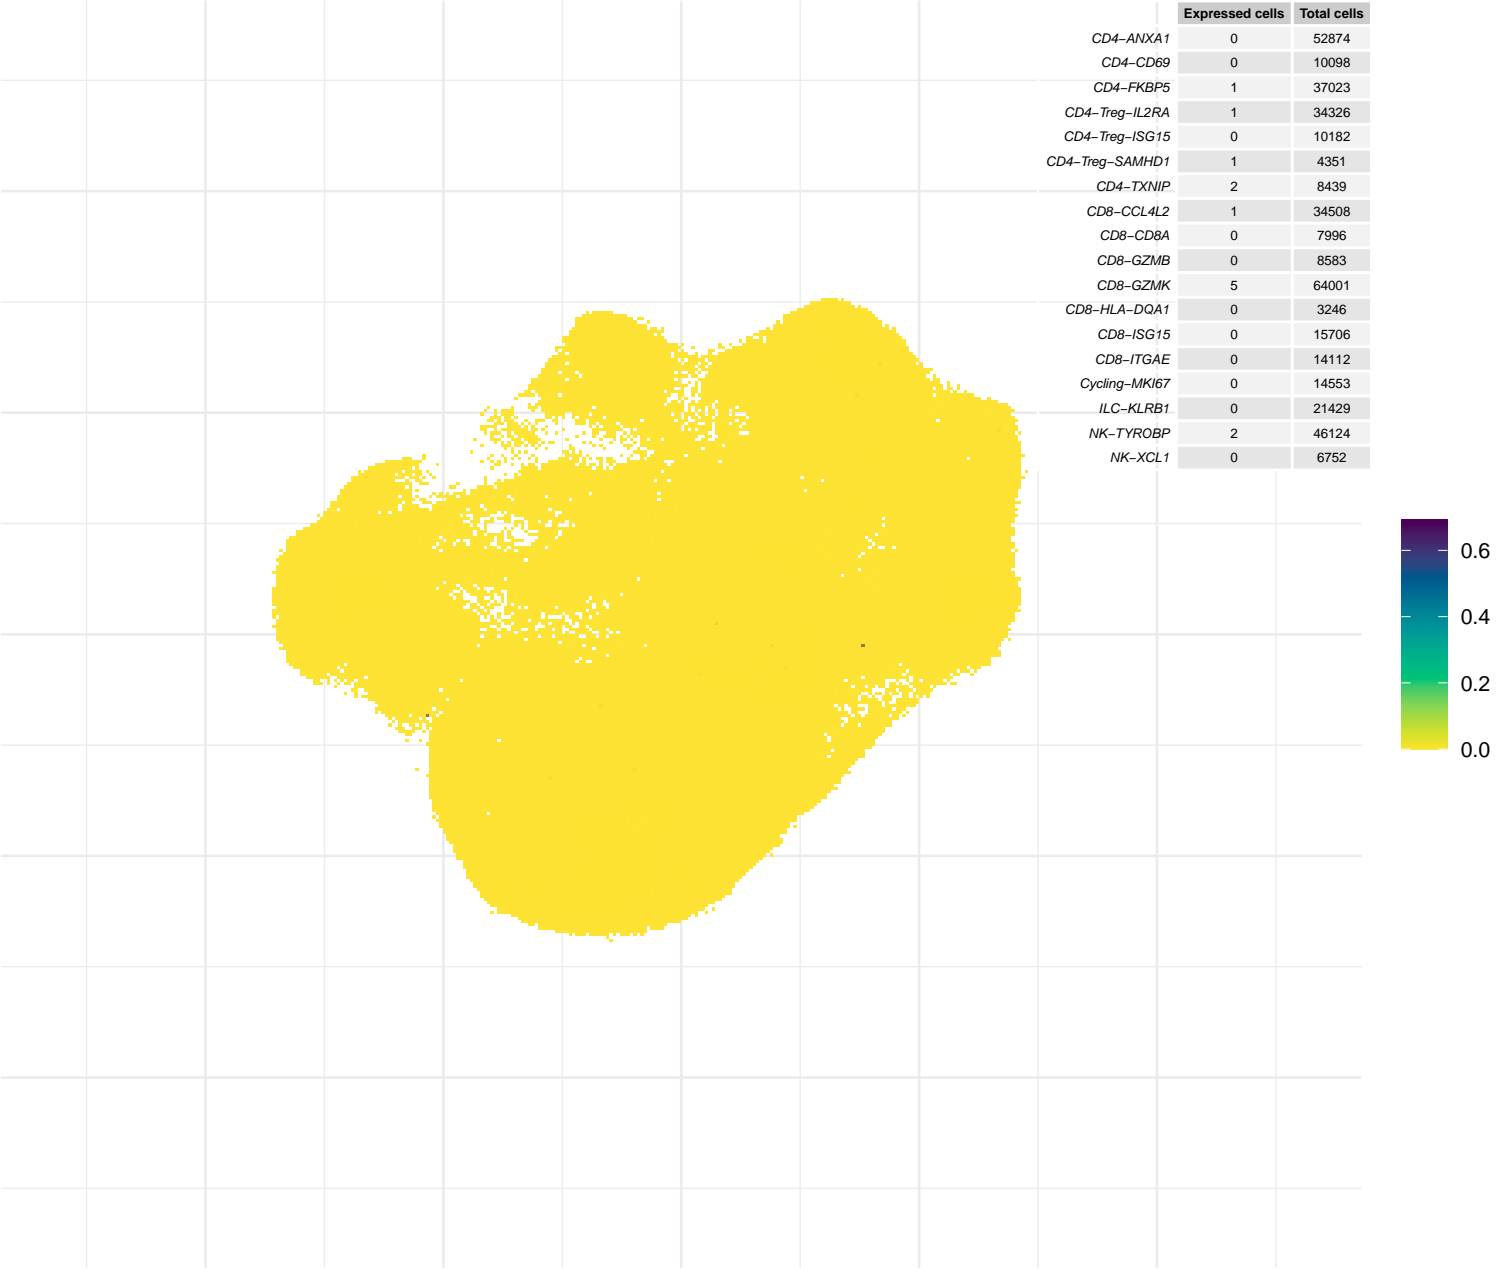 Expressed cells Total cells
CD4−ANXA1 0 52874
CD4−CD69 0 10098
CD4−FKBP5 1 37023
CD4−Treg−IL2RA 1 34326
CD4−Treg−ISG15 0 10182
CD4−Treg−SAMHD1 1 4351
CD4−TXNIP 2 8439
CD8−CCL4L2 1 34508
CD8−CD8A 0 7996
CD8−GZMB 0 8583
CD8−GZMK 5 64001
CD8−HLA−DQA1 0 3246
CD8−ISG15 0 15706
CD8−ITGAE 0 14112
Cycling−MKI67 0 14553
ILC−KLRB1 0 21429
NK−TYROBP 2 46124
NK−XCL1 0 6752
0.6
0.4
0.2
0.0